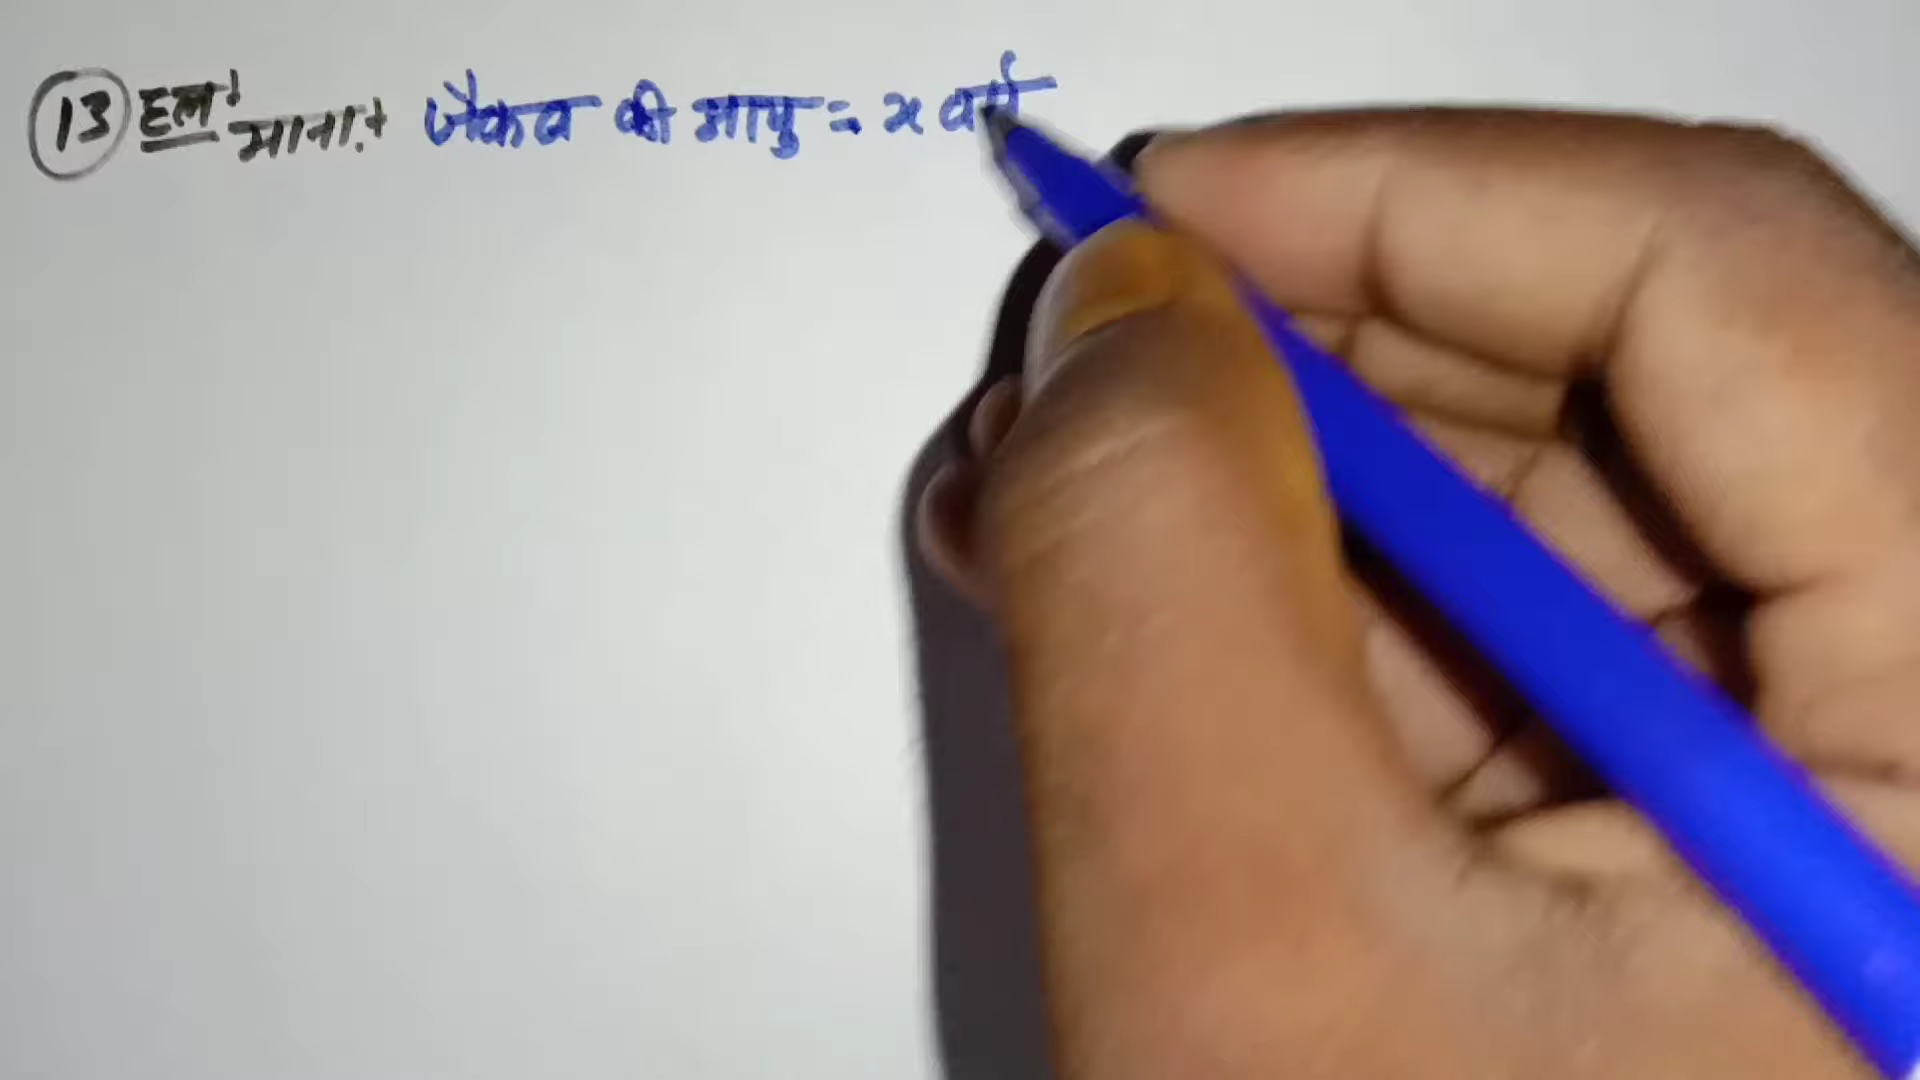 13 हल: माना: जैकब की आयु = x वर्ष